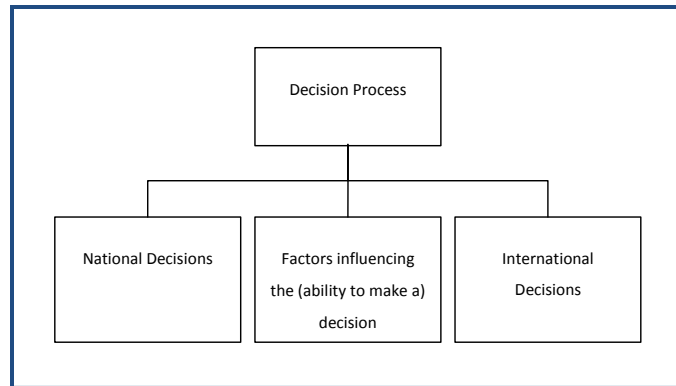 Decision Process
National Decisions
Factors influencing
the (ability to make a)
decision
International
Decisions